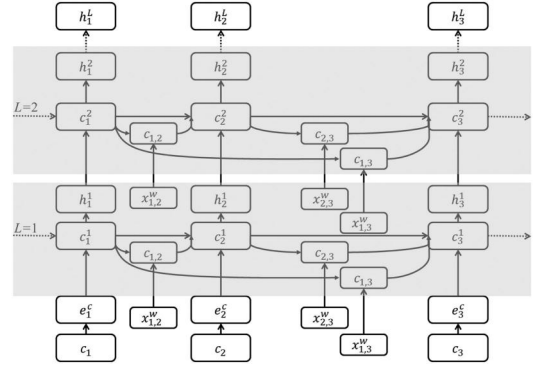 h_1^L h_2^L h_3^L
h_1^2 h_2^2 h_3^2
L=2 c_1^2 c_2^2 c_3^2
c_{1,2} c_{2,3}
c_{1,3}
h_1^1 x_{1,2}^w h_2^1 x_{2,3}^w h_3^1
x_{1,3}^w
L=1 c_1^1 c_2^1 c_3^1
c_{1,2} c_{2,3}
c_{1,3}
e_1^c x_{1,2}^w e_2^c x_{2,3}^w e_3^c
c_1 c_2 x_{1,3}^w c_3